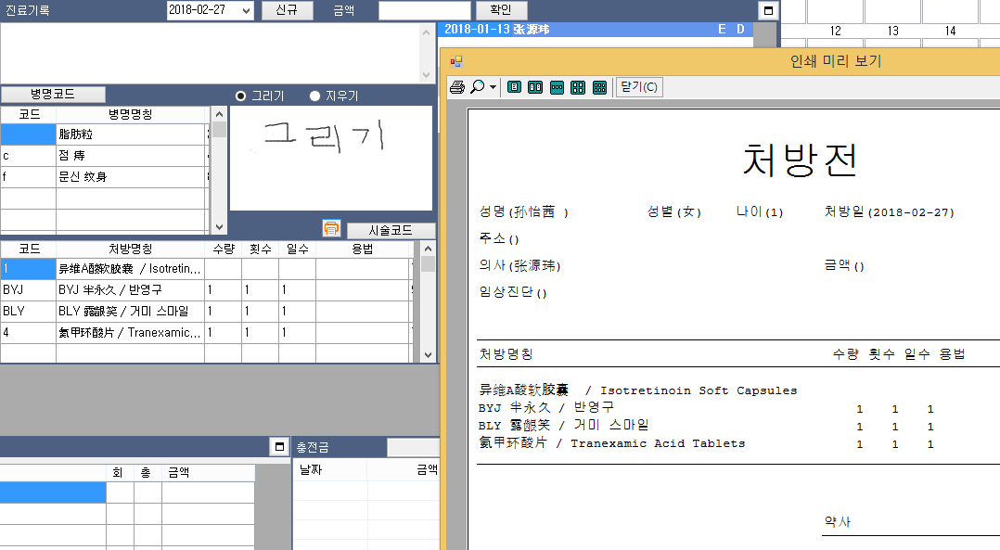 진료기록 2018-02-27 신규 금액 확인
병명코드
그리기 지우기
코드 병명명칭
脂肪粒
c 점 痔
f 문신 纹身
그리기
시술코드
코드 처방명칭 수량 횟수 일수 용법
1 异维A酸软胶囊 / Isotretin...
BYJ BYJ 半永久 / 반영구 1 1 1
BLY BLY 露龈笑 / 거미 스마일 1 1 1
4 氨甲环酸片 / Tranexamic... 1 1 1
회 총 금액
충전금
날짜 금액
2018-01-13 张源玮 E D
12 13 14
인쇄 미리 보기
닫기(C)
처방전
성명(孙怡茜 ) 성별(女) 나이(1) 처방일(2018-02-27)
주소()
의사(张源玮) 금액()
임상진단()
처방명칭 수량 횟수 일수 용법
异维A酸软胶囊 / Isotretinoin Soft Capsules
BYJ 半永久 / 반영구 1 1 1
BLY 露龈笑 / 거미 스마일 1 1 1
氨甲环酸片 / Tranexamic Acid Tablets 1 1 1
약사